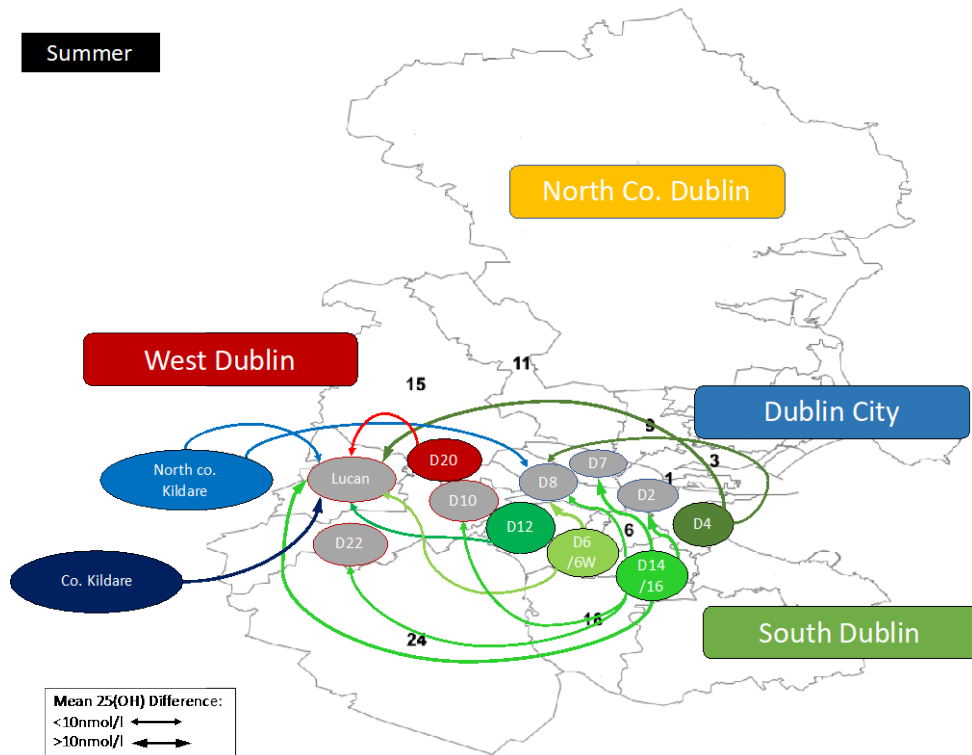 Summer
North Co. Dublin
West Dublin
11
15
Dublin City
9
3
North co.
Kildare
Lucan
D20
D7
D8
D10
D2
1
D12
D4
6
D22
D6
/6W
D14
/16
Co. Kildare
16
24
South Dublin
Mean 25(OH) Difference:
<10nmol/l
>10nmol/l